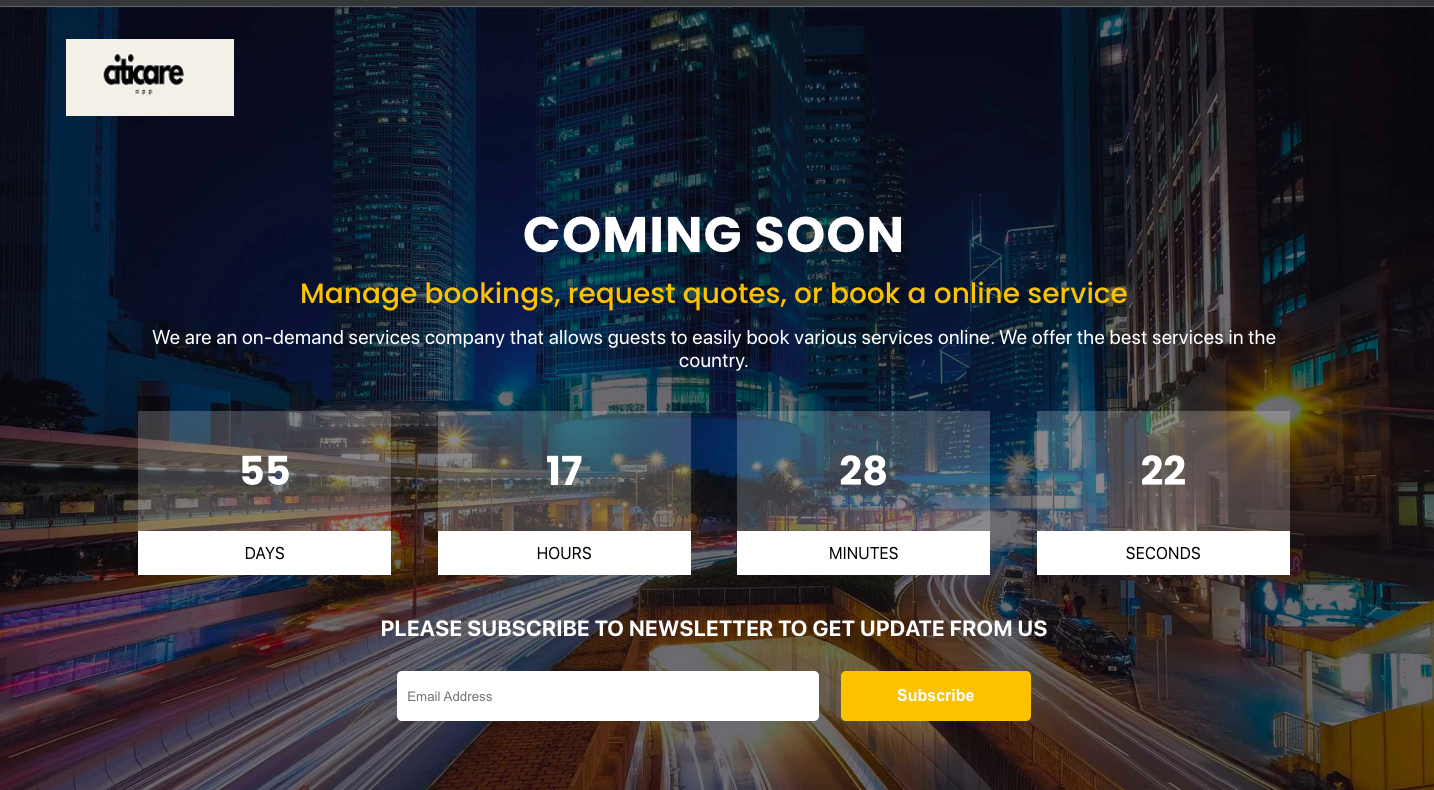 citicare
app
COMING SOON
Manage bookings, request quotes, or book a online service
We are an on-demand services company that allows guests to easily book various services online. We offer the best services in the
country.
55 17 28 22
DAYS HOURS MINUTES SECONDS
PLEASE SUBSCRIBE TO NEWSLETTER TO GET UPDATE FROM US
Email Address Subscribe